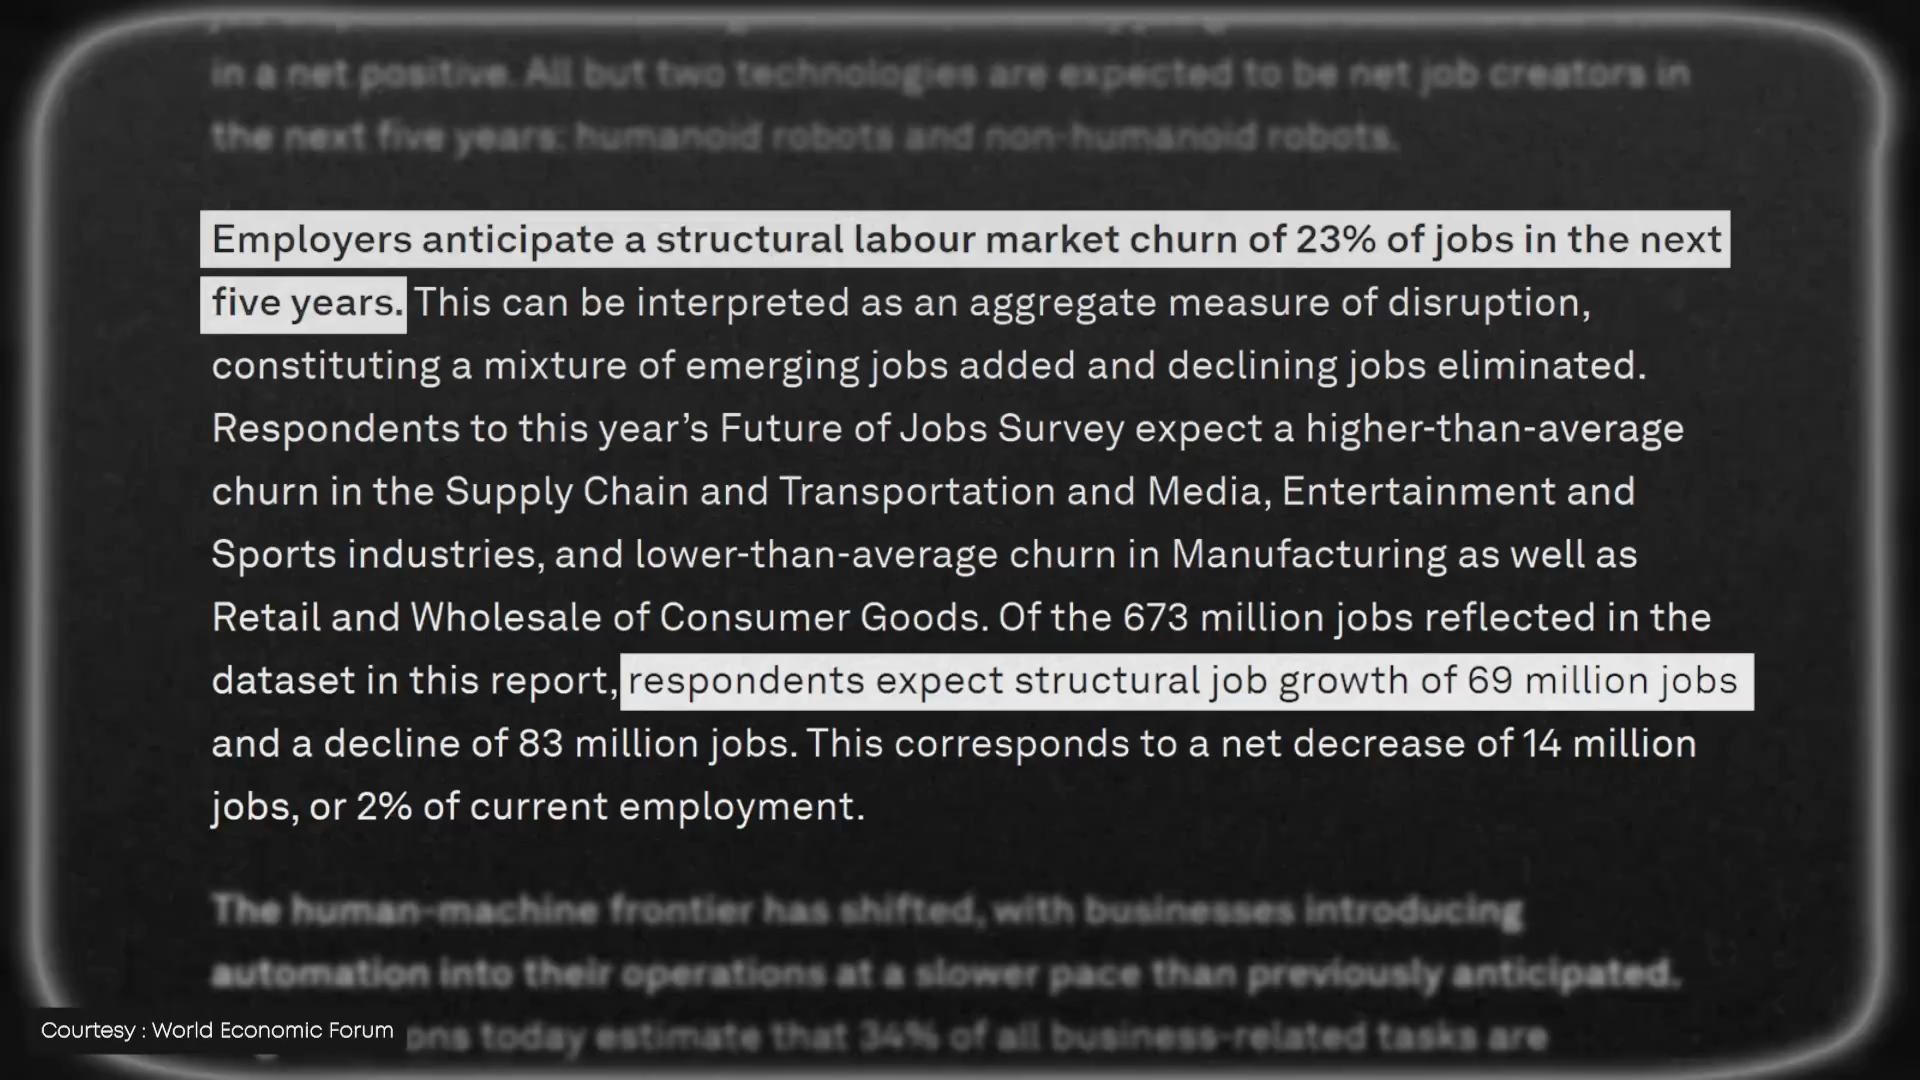 in a net positive. All but two technologies are expected to be net job creators in
the next five years: humanoid robots and non-humanoid robots.
Employers anticipate a structural labour market churn of 23% of jobs in the next
five years. This can be interpreted as an aggregate measure of disruption,
constituting a mixture of emerging jobs added and declining jobs eliminated.
Respondents to this year’s Future of Jobs Survey expect a higher-than-average
churn in the Supply Chain and Transportation and Media, Entertainment and
Sports industries, and lower-than-average churn in Manufacturing as well as
Retail and Wholesale of Consumer Goods. Of the 673 million jobs reflected in the
dataset in this report, respondents expect structural job growth of 69 million jobs
and a decline of 83 million jobs. This corresponds to a net decrease of 14 million
jobs, or 2% of current employment.
The human-machine frontier has shifted, with businesses introducing
automation into their operations at a slower pace than previously anticipated.
ons today estimate that 34% of all business-related tasks are
Courtesy : World Economic Forum